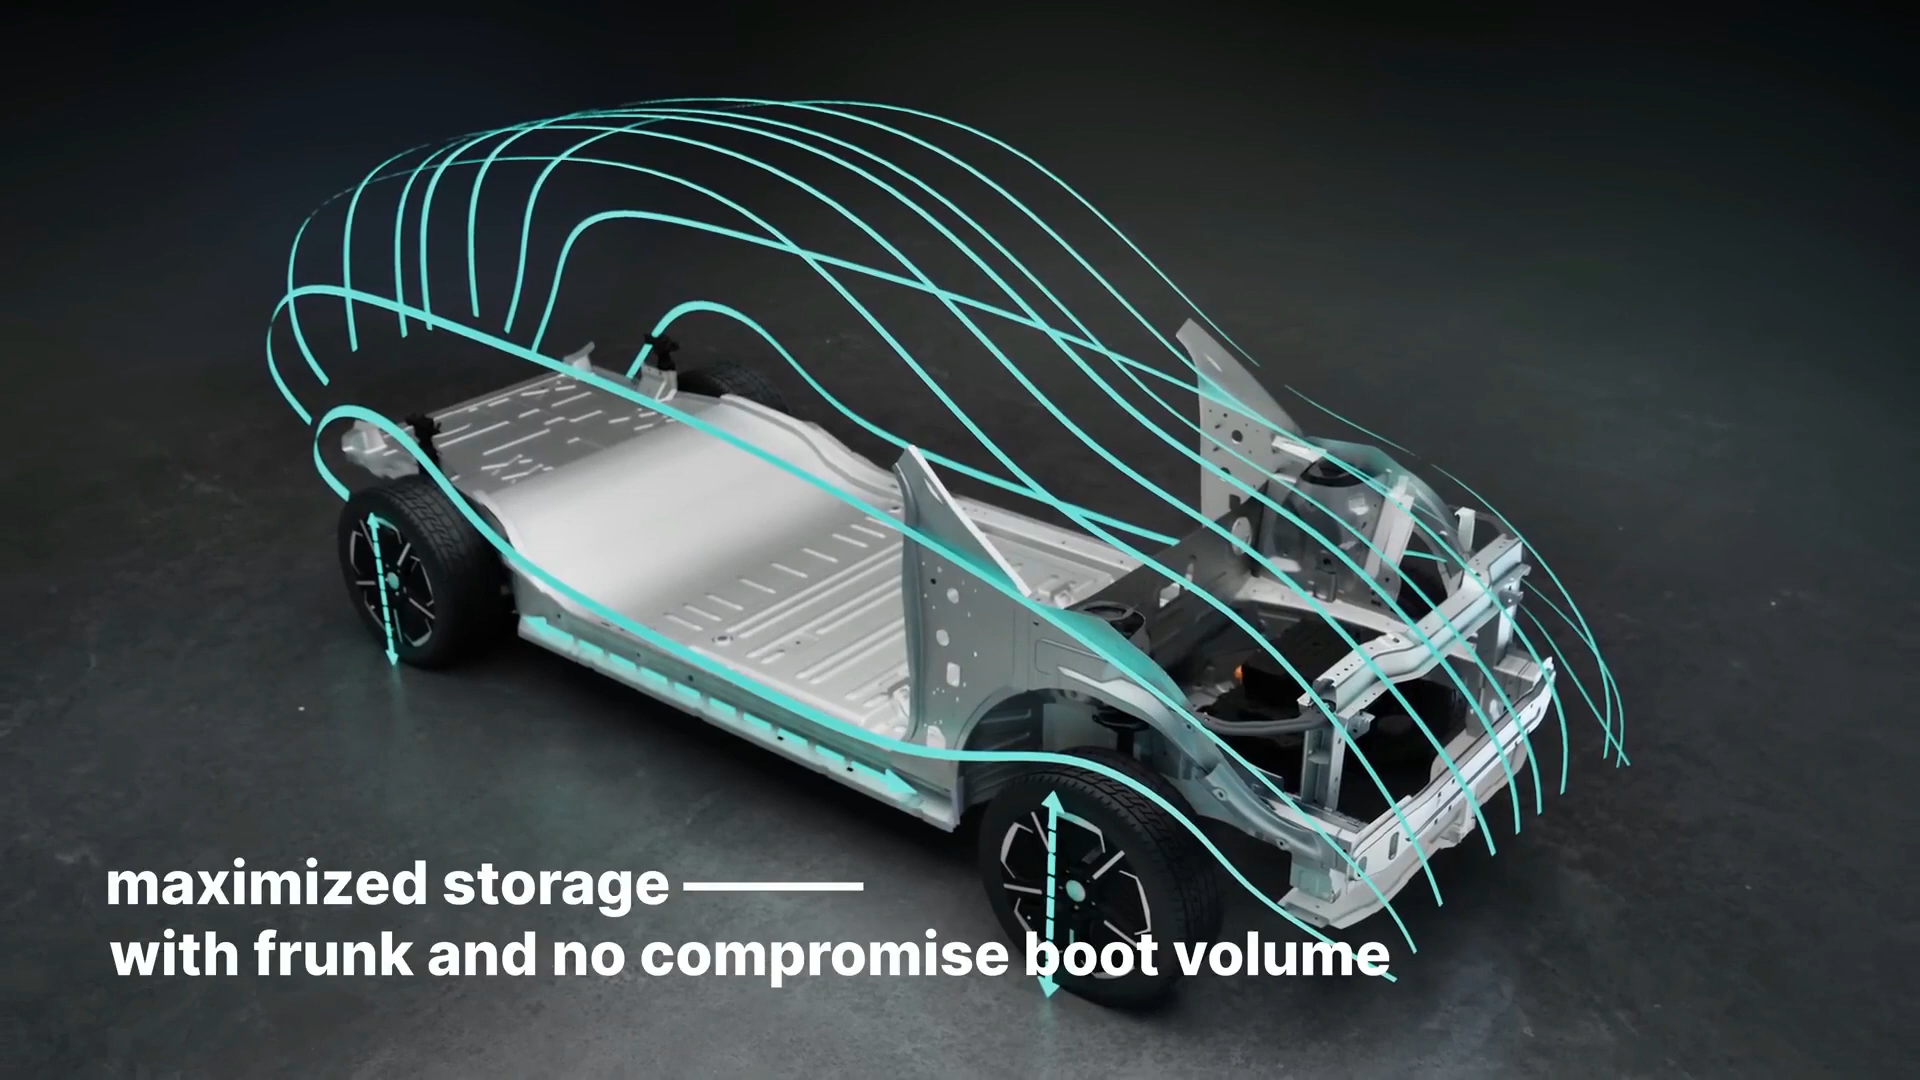 maximized storage ———
with frunk and no compromise boot volume